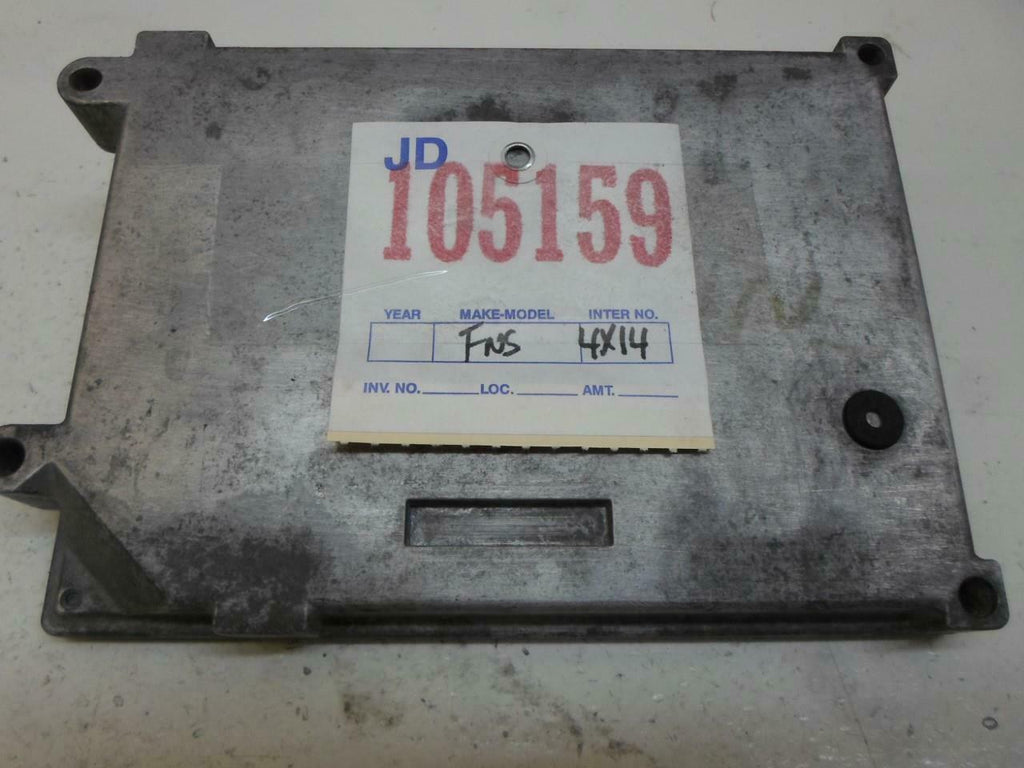 JD
105159
YEAR MAKE-MODEL INTER NO.
FNS 4X14
INV. NO. LOC. AMT.